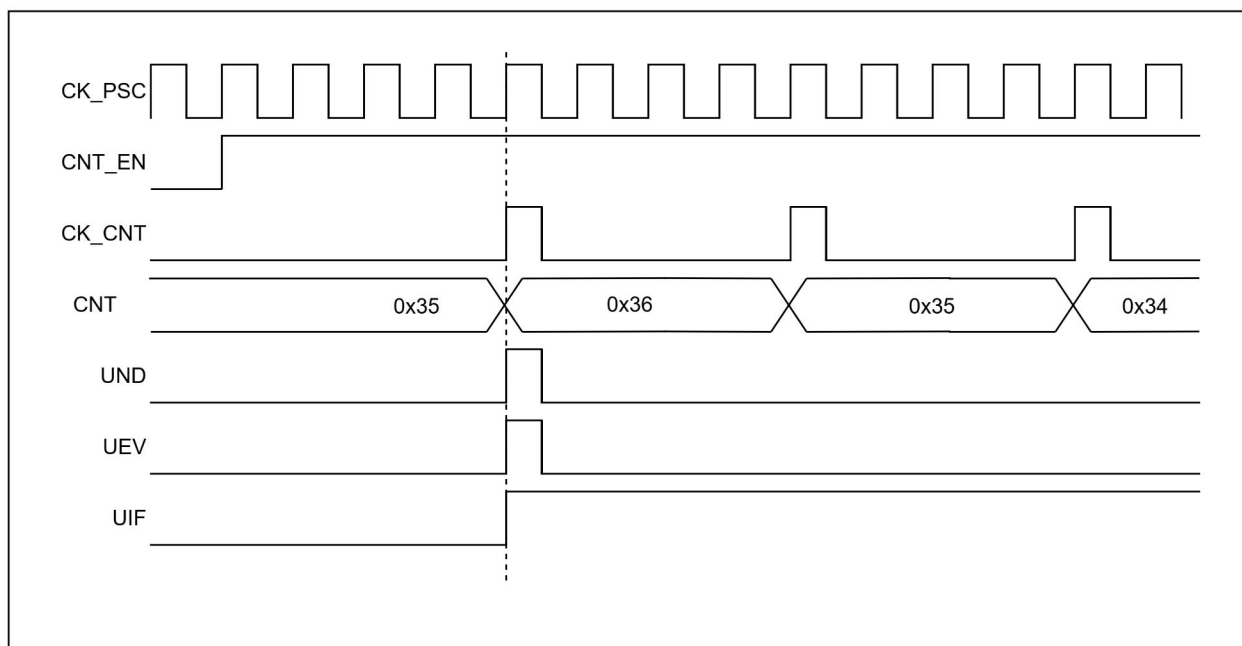 CK_PSC
CNT_EN
CK_CNT
CNT 0x35 0x36 0x35 0x34
UND
UEV
UIF